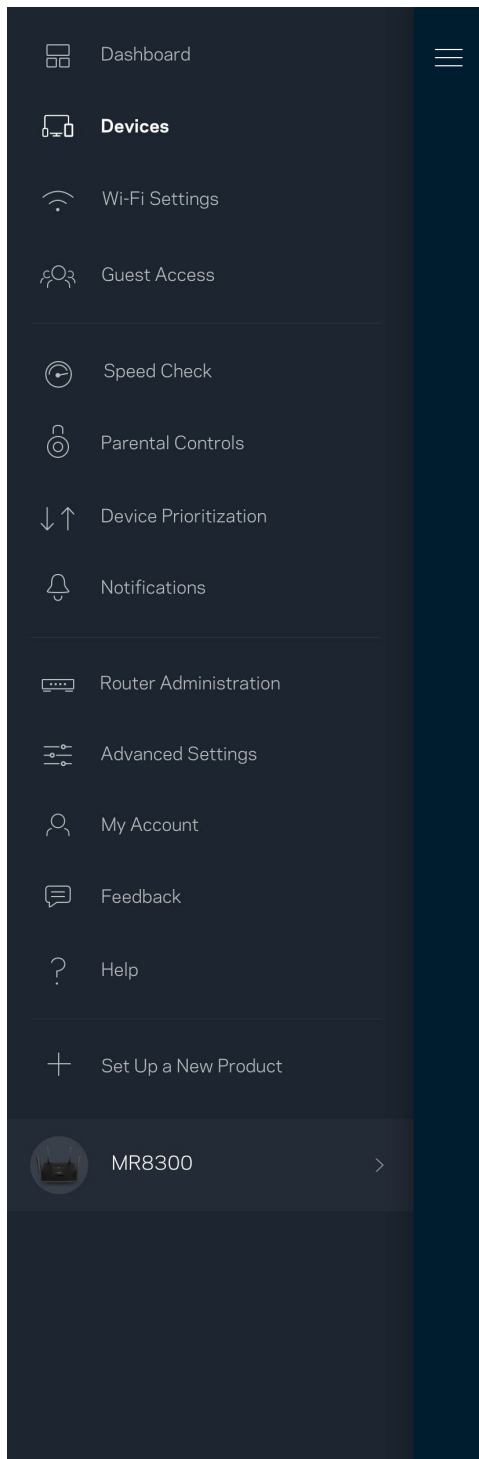 Dashboard
Devices
Wi-Fi Settings
Guest Access
Speed Check
Parental Controls
Device Prioritization
Notifications
Router Administration
Advanced Settings
My Account
Feedback
Help
Set Up a New Product
MR8300